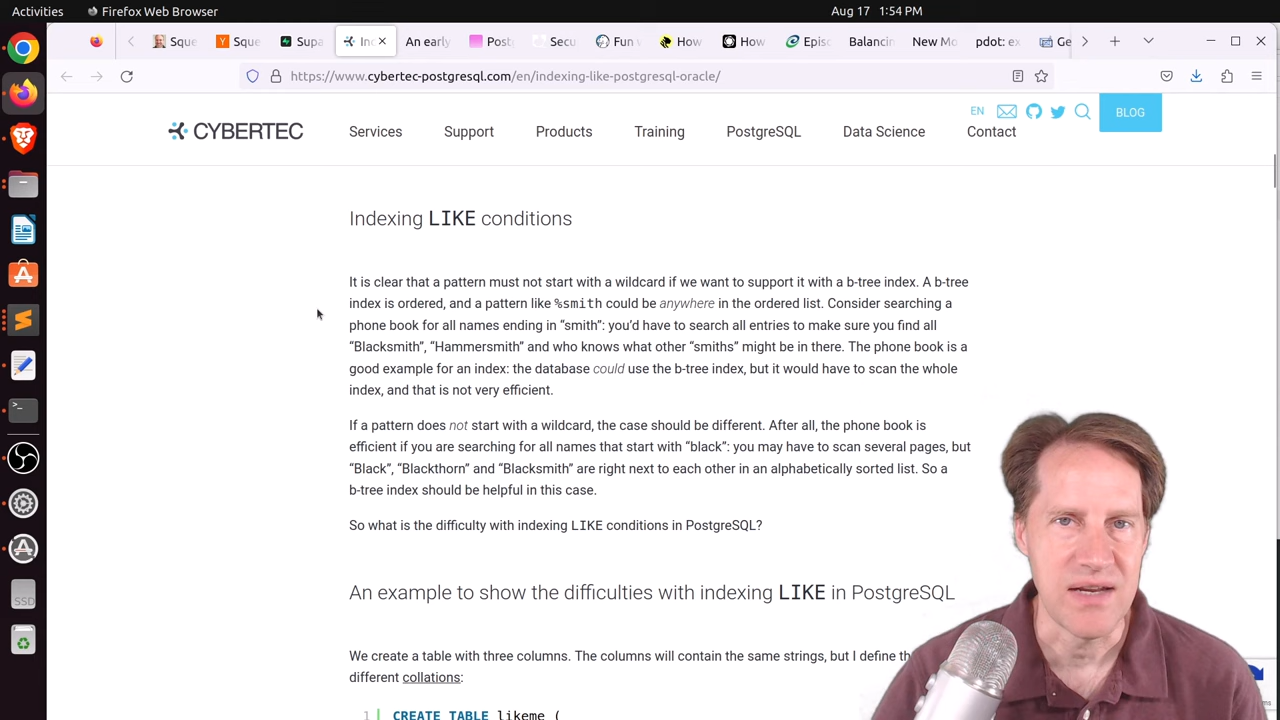 Activities
Firefox Web Browser
Aug 17 1:54 PM
Sque
Sque
Supa
In
An early
Postg
Secu
Fun
How
How
Episo
Balancin
New Mo
pdot: ex
Ge
https://www.cybertec-postgresql.com/en/indexing-like-postgresql-oracle/
EN
BLOG
CYBERTEC
Services
Support
Products
Training
PostgreSQL
Data Science
Contact
Indexing LIKE conditions
It is clear that a pattern must not start with a wildcard if we want to support it with a b-tree index. A b-tree
index is ordered, and a pattern like %smith could be anywhere in the ordered list. Consider searching a
phone book for all names ending in “smith”: you’d have to search all entries to make sure you find all
“Blacksmith”, “Hammersmith” and who knows what other “smiths” might be in there. The phone book is a
good example for an index: the database could use the b-tree index, but it would have to scan the whole
index, and that is not very efficient.
If a pattern does not start with a wildcard, the case should be different. After all, the phone book is
efficient if you are searching for all names that start with “black”: you may have to scan several pages, but
“Black”, “Blackthorn” and “Blacksmith” are right next to each other in an alphabetically sorted list. So a
b-tree index should be helpful in this case.
So what is the difficulty with indexing LIKE conditions in PostgreSQL?
An example to show the difficulties with indexing LIKE in PostgreSQL
We create a table with three columns. The columns will contain the same strings, but I define
different collations:
1 CREATE TABLE likeme (
SSD